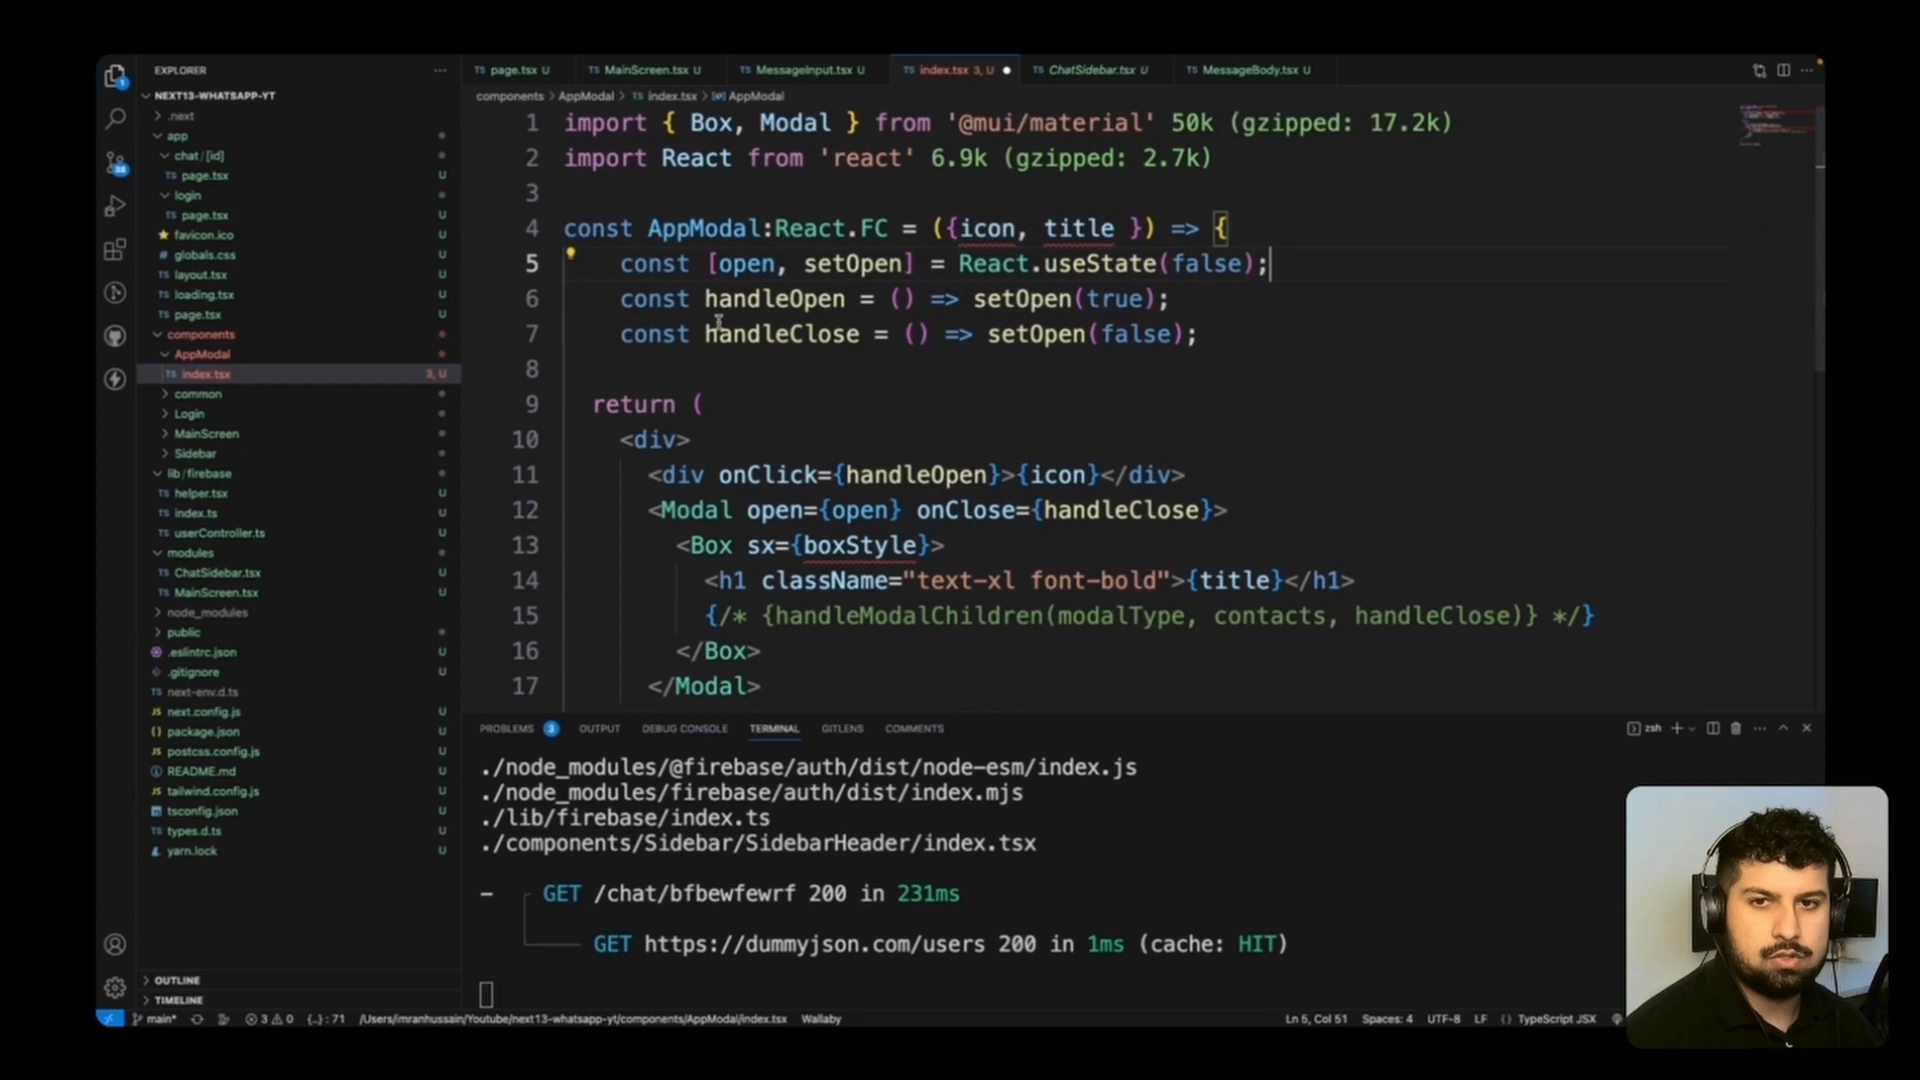 EXPLORER
NEXT13-WHATSAPP-YT
.next
app
chat/[id]
page.tsx U
login
page.tsx U
favicon.ico U
globals.css U
layout.tsx U
loading.tsx U
page.tsx U
components
AppModal
index.tsx 3, U
common
Login
MainScreen
Sidebar
lib/firebase
helper.tsx U
index.ts U
userController.ts U
modules
ChatSidebar.tsx U
MainScreen.tsx U
node_modules
public
.eslintrc.json U
.gitignore U
next-env.d.ts U
next.config.js U
package.json U
postcss.config.js U
README.md U
tailwind.config.js U
tsconfig.json U
types.d.ts U
yarn.lock U
OUTLINE
TIMELINE
page.tsx U MainScreen.tsx U MessageInput.tsx U index.tsx 3, U ChatSidebar.tsx U MessageBody.tsx U
components > AppModal > index.tsx > AppModal
1 import { Box, Modal } from '@mui/material' 50k (gzipped: 17.2k)
2 import React from 'react' 6.9k (gzipped: 2.7k)
3
4 const AppModal:React.FC = ({icon, title }) => {
5 const [open, setOpen] = React.useState(false);
6 const handleOpen = () => setOpen(true);
7 const handleClose = () => setOpen(false);
8
9 return (
10 <div>
11 <div onClick={handleOpen}>{icon}</div>
12 <Modal open={open} onClose={handleClose}>
13 <Box sx={boxStyle}>
14 <h1 className="text-xl font-bold">{title}</h1>
15 {/* {handleModalChildren(modalType, contacts, handleClose)} */}
16 </Box>
17 </Modal>
PROBLEMS 3 OUTPUT DEBUG CONSOLE TERMINAL GITLENS COMMENTS zsh
./node_modules/@firebase/auth/dist/node-esm/index.js
./node_modules/firebase/auth/dist/index.mjs
./lib/firebase/index.ts
./components/Sidebar/SidebarHeader/index.tsx
- GET /chat/bfbewfewrf 200 in 231ms
GET https://dummyjson.com/users 200 in 1ms (cache: HIT)
main* 3 0 {..} : 71 /Users/imranhussain/Youtube/next13-whatsapp-yt/components/AppModal/index.tsx Wallaby Ln 5, Col 51 Spaces: 4 UTF-8 LF {} TypeScript JSX